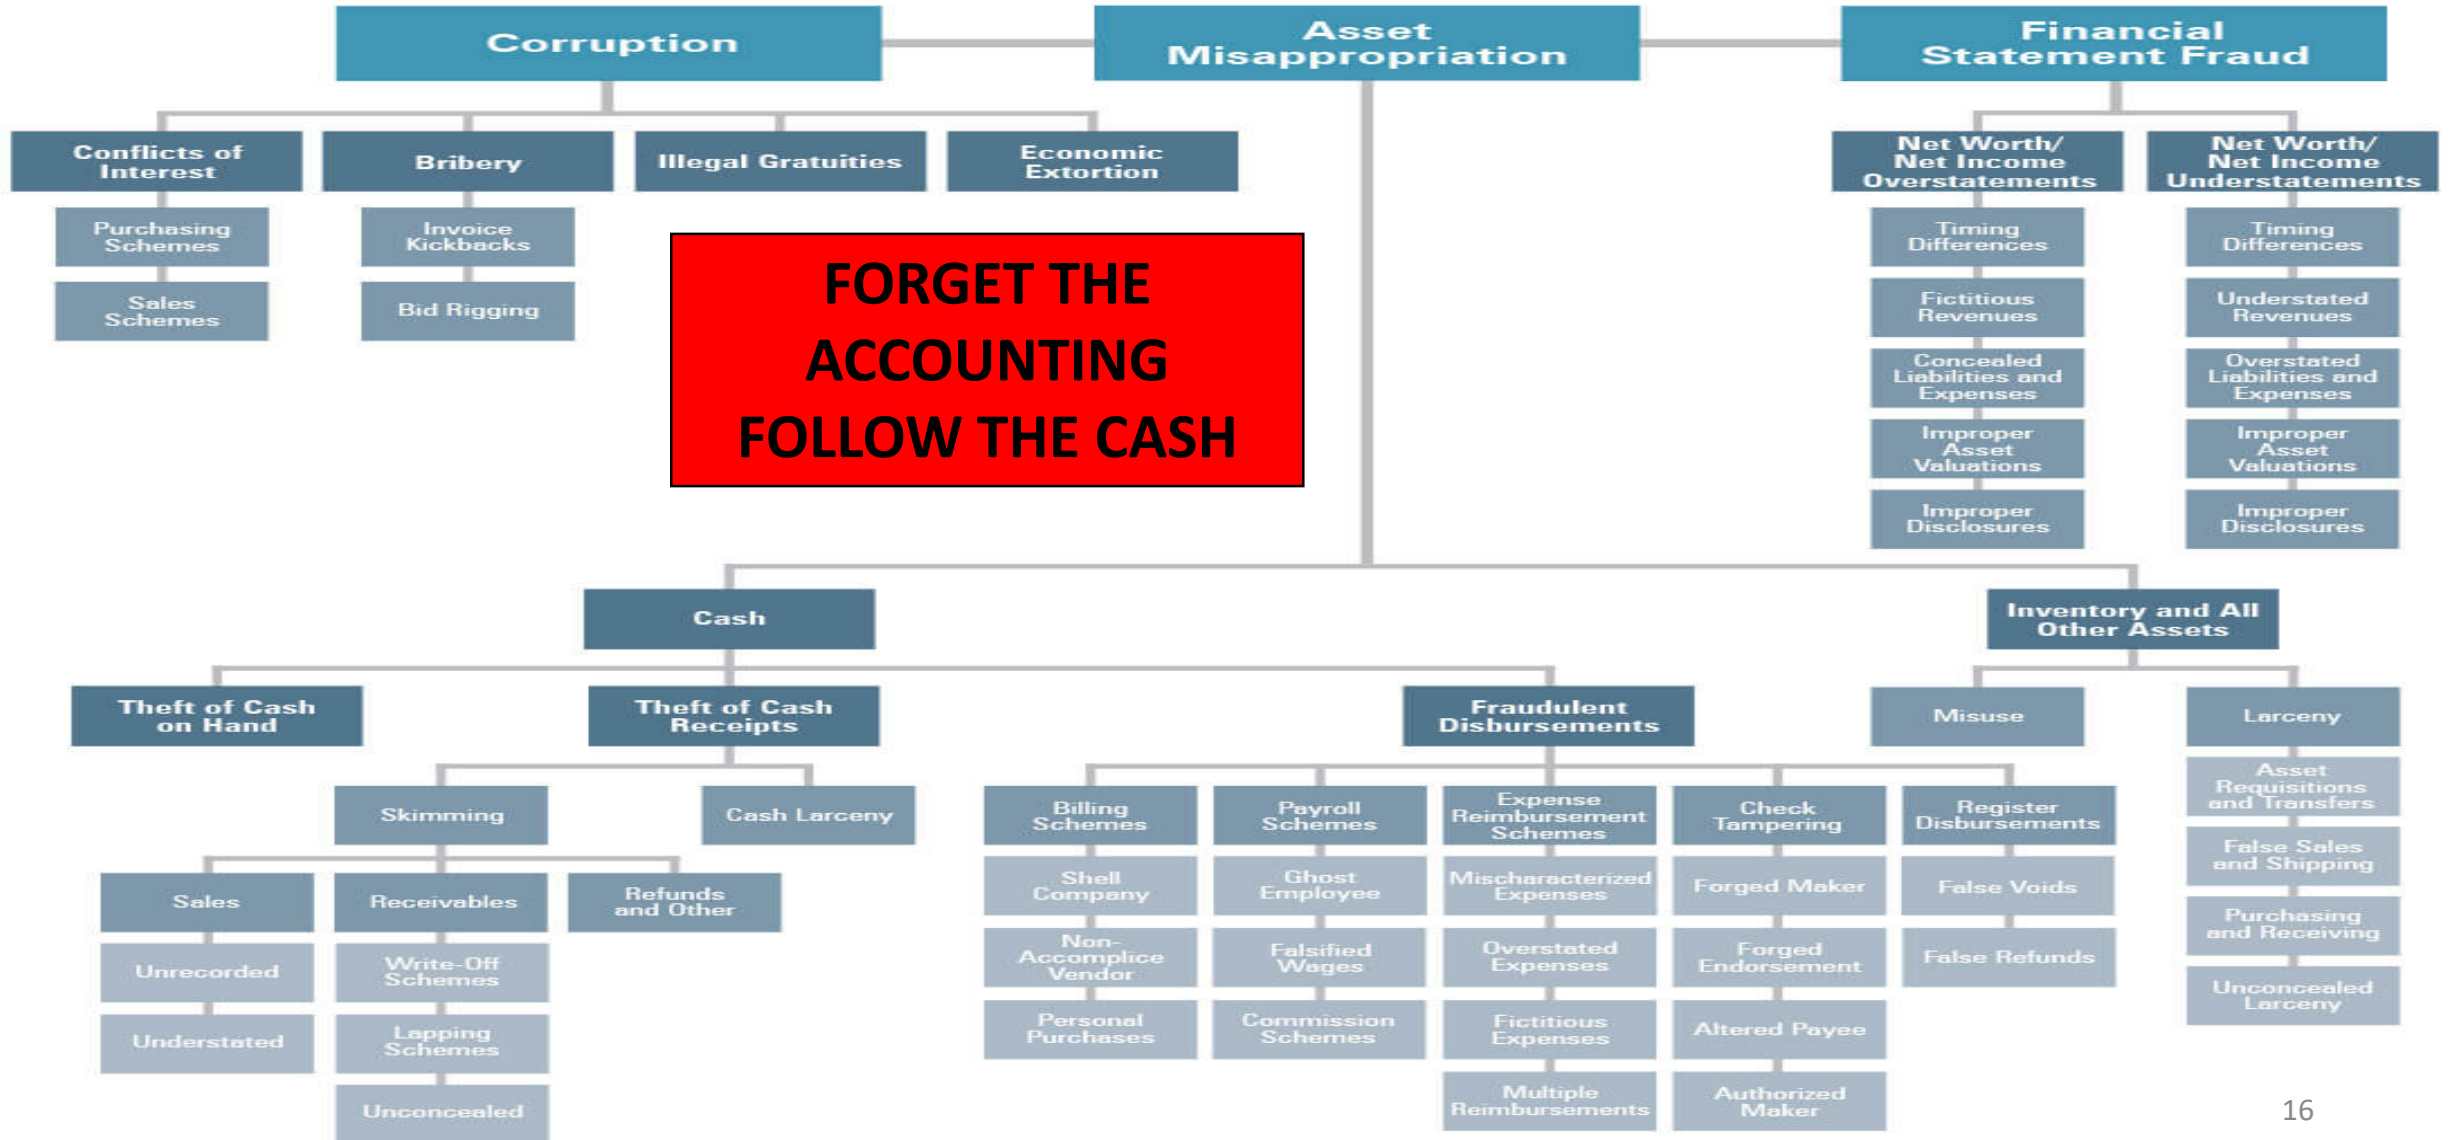 Corruption
Asset
Misappropriation
Financial
Statement Fraud
Conflicts of
Interest
Bribery
Illegal Gratuities
Economic
Extortion
Net Worth/
Net Income
Overstatements
Net Worth/
Net Income
Understatements
Purchasing
Schemes
Sales
Schemes
Invoice
Kickbacks
Bid Rigging
FORGET THE
ACCOUNTING
FOLLOW THE CASH
Timing
Differences
Fictitious
Revenues
Concealed
Liabilities and
Expenses
Improper
Asset
Valuations
Improper
Disclosures
Timing
Differences
Understated
Revenues
Overstated
Liabilities and
Expenses
Improper
Asset
Valuations
Improper
Disclosures
Cash
Inventory and All
Other Assets
Theft of Cash
on Hand
Theft of Cash
Receipts
Fraudulent
Disbursements
Misuse
Larceny
Skimming
Cash Larceny
Sales
Unrecorded
Understated
Receivables
Write-Off
Schemes
Lapping
Schemes
Unconcealed
Refunds
and Other
Billing
Schemes
Shell
Company
Non-
Accomplice
Vendor
Personal
Purchases
Payroll
Schemes
Ghost
Employee
Falsified
Wages
Commission
Schemes
Expense
Reimbursement
Schemes
Mischaracterized
Expenses
Overstated
Expenses
Fictitious
Expenses
Multiple
Reimbursements
Check
Tampering
Forged Maker
Forged
Endorsement
Altered Payee
Authorized
Maker
Register
Disbursements
False Voids
False Refunds
Asset
Requisitions
and Transfers
False Sales
and Shipping
Purchasing
and Receiving
Unconcealed
Larceny
16